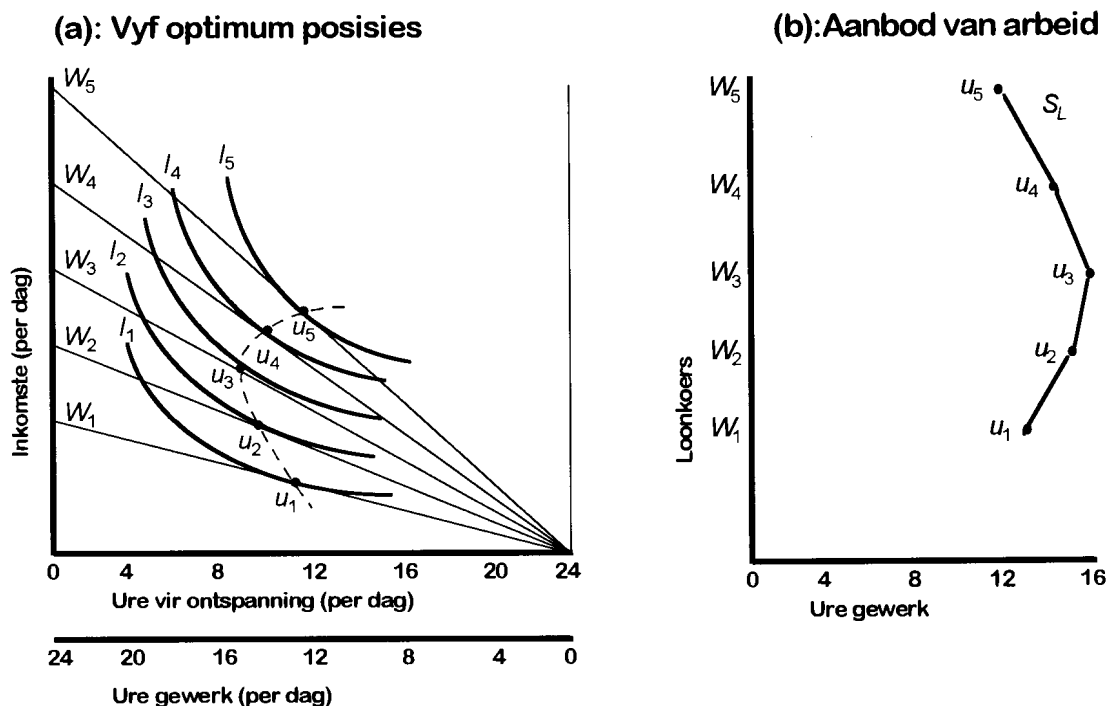 (a): Vyf optimum posisies
W5
W4
W3
W2
W1
I1
I2
I3
I4
I5
u1
u2
u3
u4
u5
Inkomste (per dag)
0 4 8 12 16 20 24
Ure vir ontspanning (per dag)
24 20 16 12 8 4 0
Ure gewerk (per dag)
(b):Aanbod van arbeid
W5
W4
W3
W2
W1
u5
SL
u4
u3
u2
u1
Loonkoers
0 4 8 12 16
Ure gewerk